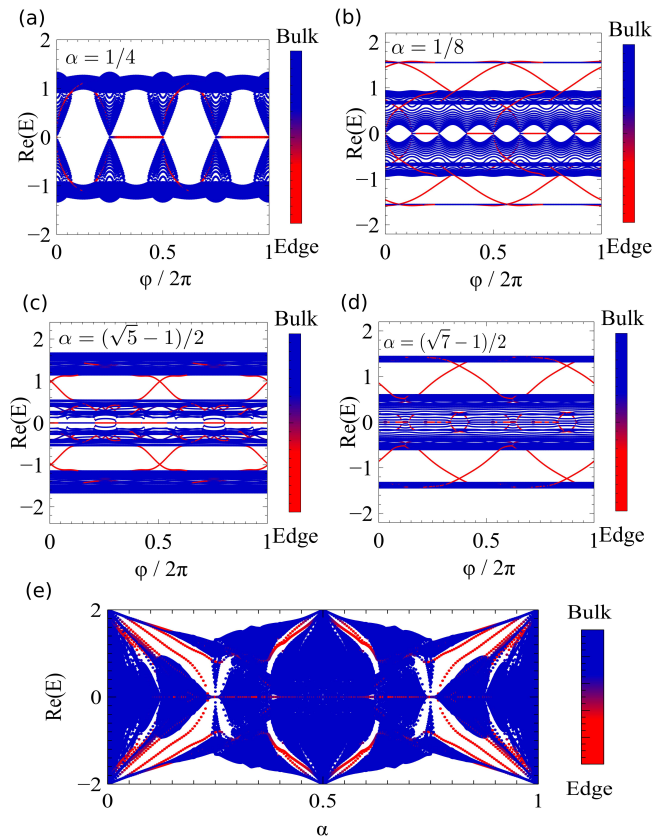 (a)
α = 1/4
Re(E)
2
1
0
−1
−2
0
0.5
1
φ / 2π
Bulk
Edge
(b)
α = 1/8
Re(E)
2
1
0
−1
−2
0
0.5
1
φ / 2π
Bulk
Edge
(c)
α = (√5 − 1)/2
Re(E)
2
1
0
−1
−2
0
0.5
1
φ / 2π
Bulk
Edge
(d)
α = (√7 − 1)/2
Re(E)
2
1
0
−1
−2
0
0.5
1
φ / 2π
Bulk
Edge
(e)
Re(E)
2
0
−2
0
0.5
1
α
Bulk
Edge